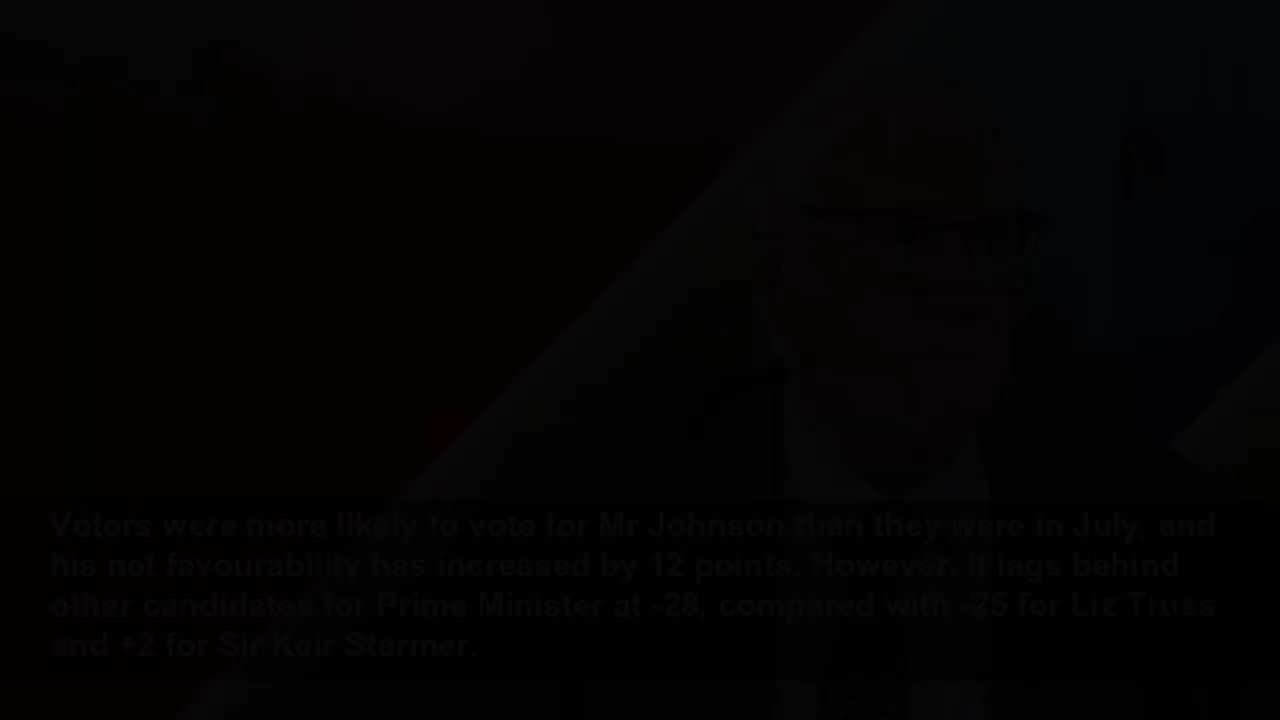 Voters were more likely to vote for Mr Johnson than they were in July, and
his net favourability has increased by 12 points. However, it lags behind
other candidates for Prime Minister at -28, compared with -25 for Liz Truss
and +2 for Sir Keir Starmer.